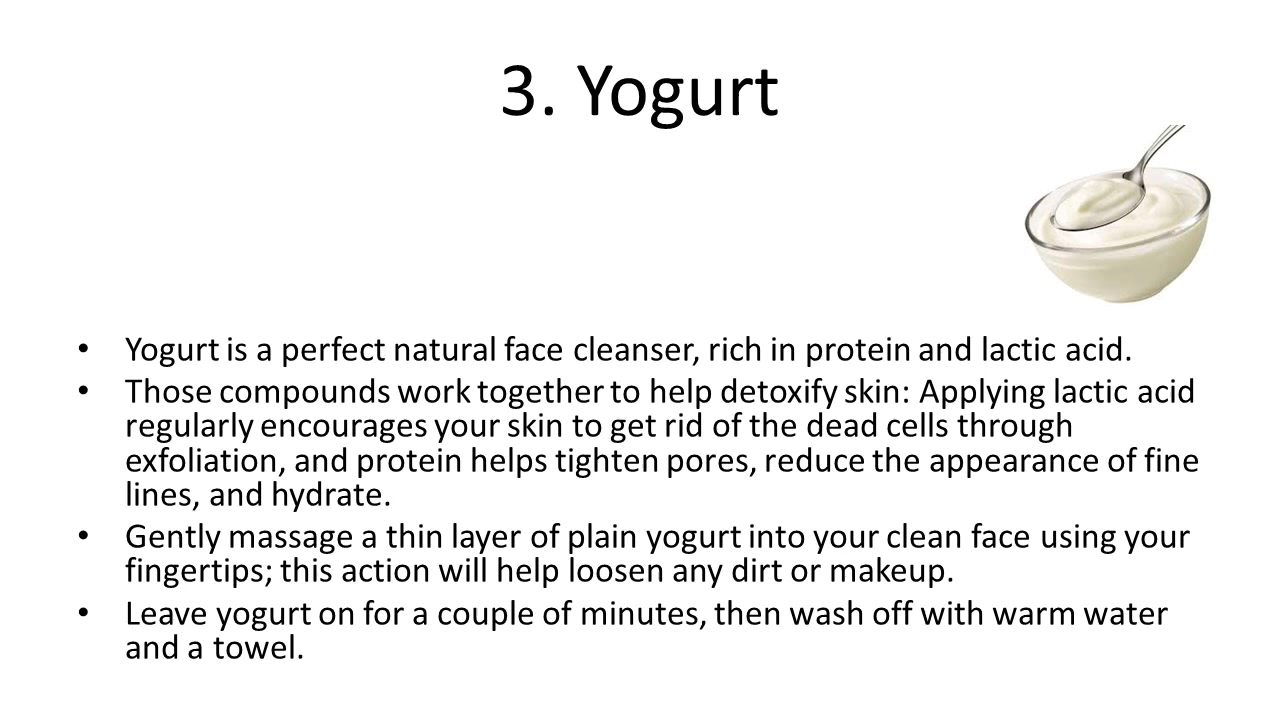 3. Yogurt
• Yogurt is a perfect natural face cleanser, rich in protein and lactic acid.
• Those compounds work together to help detoxify skin: Applying lactic acid
regularly encourages your skin to get rid of the dead cells through
exfoliation, and protein helps tighten pores, reduce the appearance of fine
lines, and hydrate.
• Gently massage a thin layer of plain yogurt into your clean face using your
fingertips; this action will help loosen any dirt or makeup.
• Leave yogurt on for a couple of minutes, then wash off with warm water
and a towel.